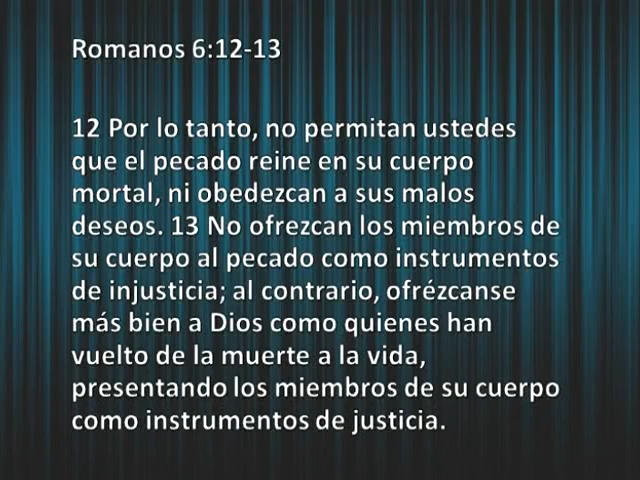 Romanos 6:12-13
12 Por lo tanto, no permitan ustedes
que el pecado reine en su cuerpo
mortal, ni obedezcan a sus malos
deseos. 13 No ofrezcan los miembros de
su cuerpo al pecado como instrumentos
de injusticia; al contrario, ofrézcanse
más bien a Dios como quienes han
vuelto de la muerte a la vida,
presentando los miembros de su cuerpo
como instrumentos de justicia.